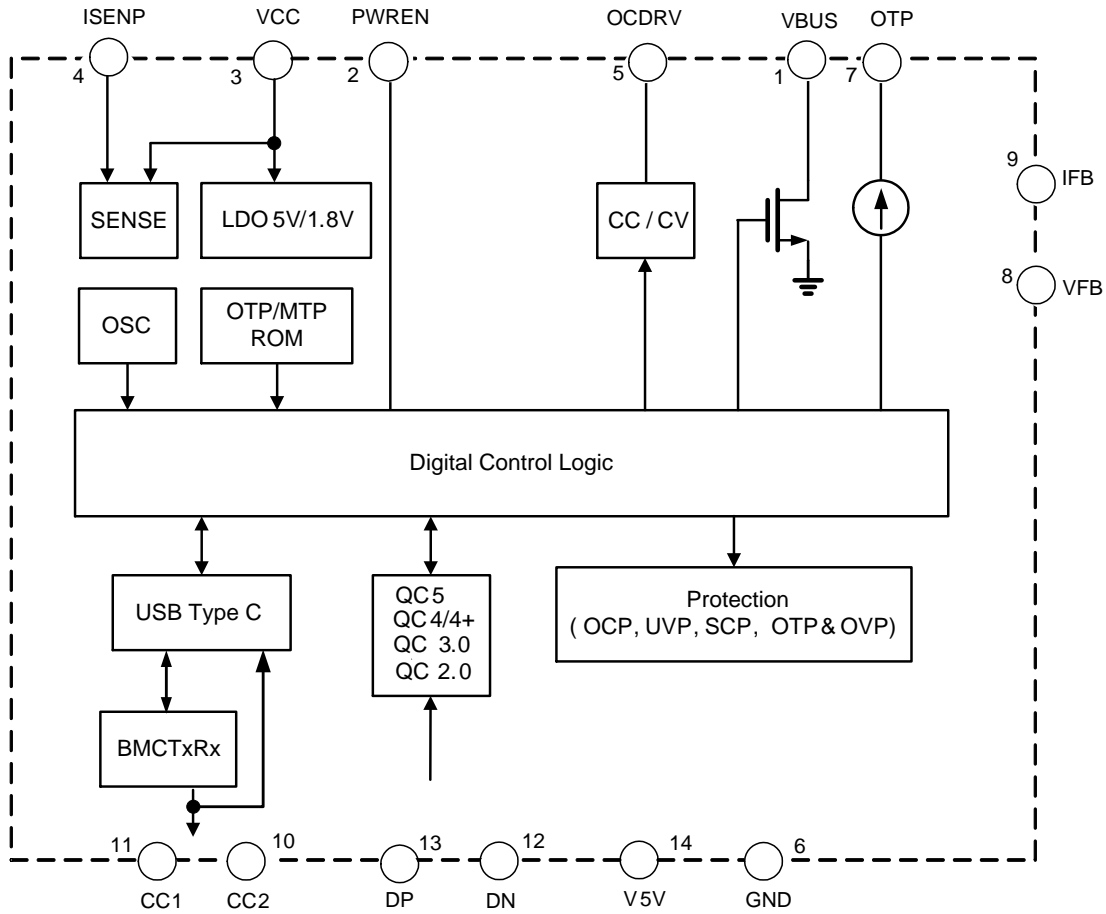 ISENP VCC PWREN OCDRV VBUS OTP
4 3 2 5 1 7
9 IFB
SENSE LDO 5V/1.8V CC / CV
8 VFB
OSC OTP/MTP
ROM
Digital Control Logic
USB Type C
QC 5
QC 4/4+
QC 3.0
QC 2.0
Protection
( OCP, UVP, SCP, OTP & OVP)
BMCTxRx
11 10 13 12 14 6
CC1 CC2 DP DN V5V GND